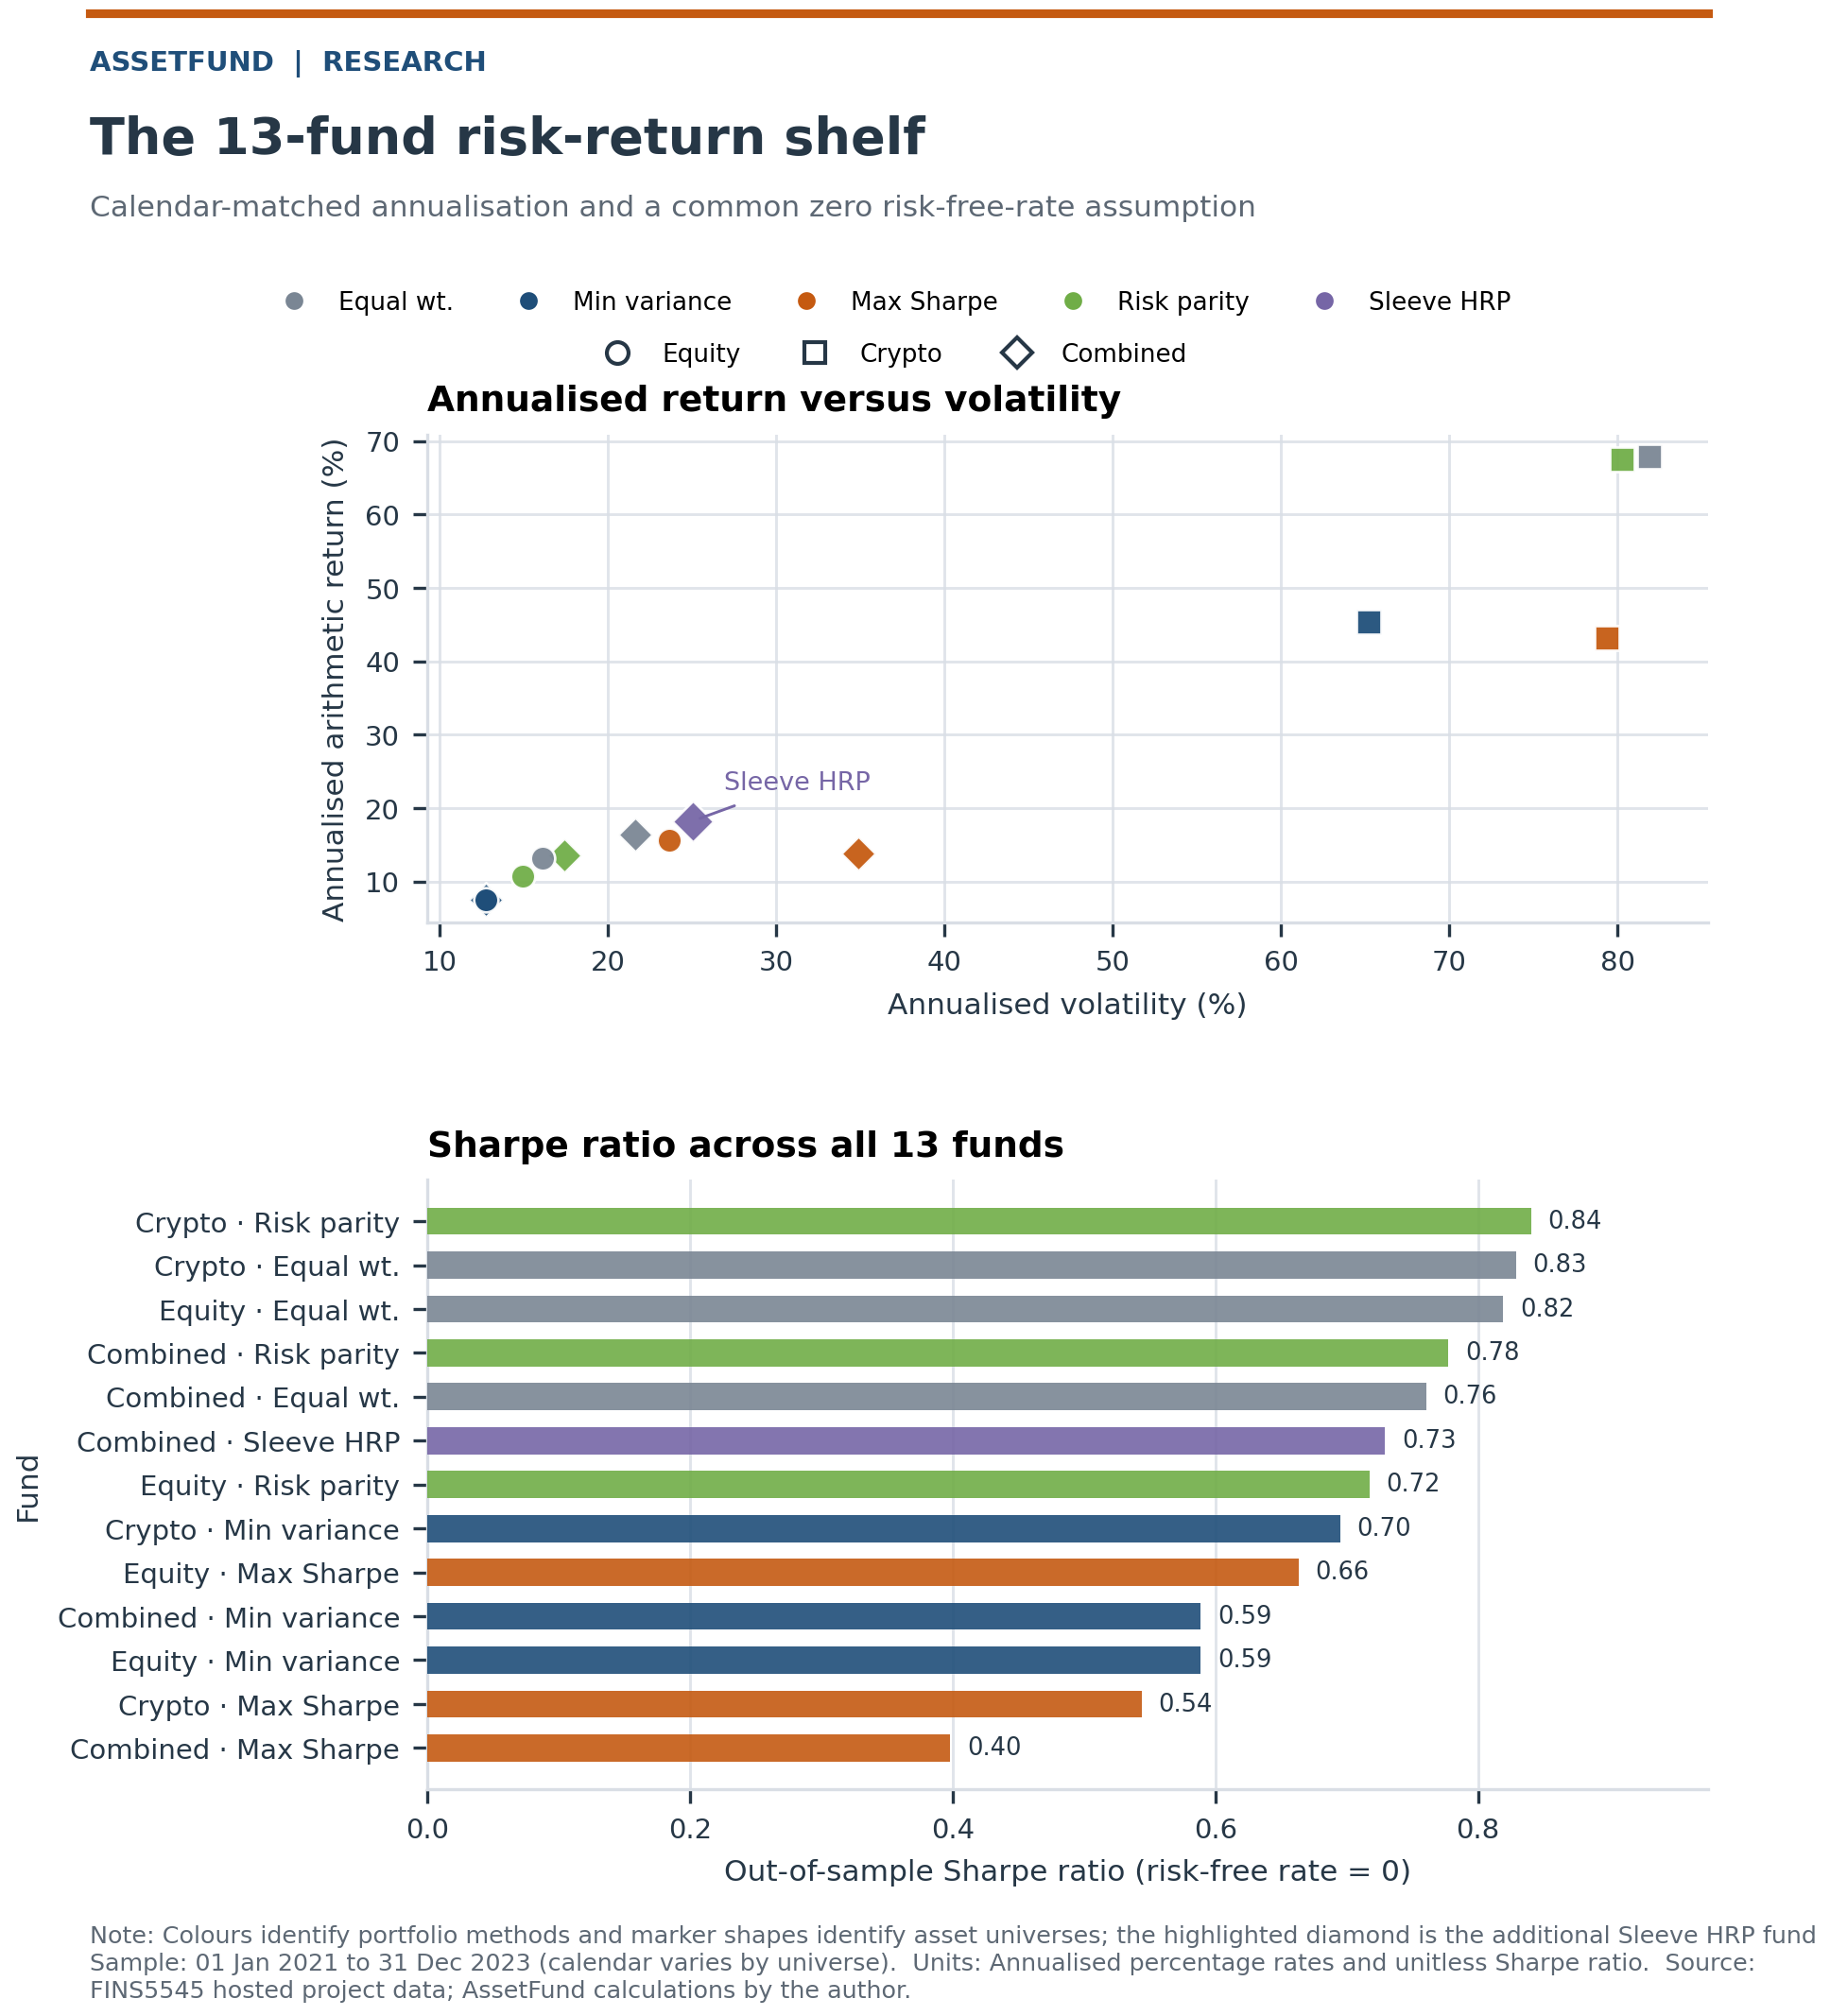 ASSETFUND | RESEARCH
The 13-fund risk-return shelf
Calendar-matched annualisation and a common zero risk-free-rate assumption
Equal wt. Min variance Max Sharpe Risk parity Sleeve HRP
Equity Crypto Combined
Annualised return versus volatility
Annualised arithmetic return (%)
70
60
50
40
30
20
10
Sleeve HRP
10 20 30 40 50 60 70 80
Annualised volatility (%)
Sharpe ratio across all 13 funds
Fund
Crypto · Risk parity 0.84
Crypto · Equal wt. 0.83
Equity · Equal wt. 0.82
Combined · Risk parity 0.78
Combined · Equal wt. 0.76
Combined · Sleeve HRP 0.73
Equity · Risk parity 0.72
Crypto · Min variance 0.70
Equity · Max Sharpe 0.66
Combined · Min variance 0.59
Equity · Min variance 0.59
Crypto · Max Sharpe 0.54
Combined · Max Sharpe 0.40
0.0 0.2 0.4 0.6 0.8
Out-of-sample Sharpe ratio (risk-free rate = 0)
Note: Colours identify portfolio methods and marker shapes identify asset universes; the highlighted diamond is the additional Sleeve HRP fund
Sample: 01 Jan 2021 to 31 Dec 2023 (calendar varies by universe). Units: Annualised percentage rates and unitless Sharpe ratio. Source:
FINS5545 hosted project data; AssetFund calculations by the author.